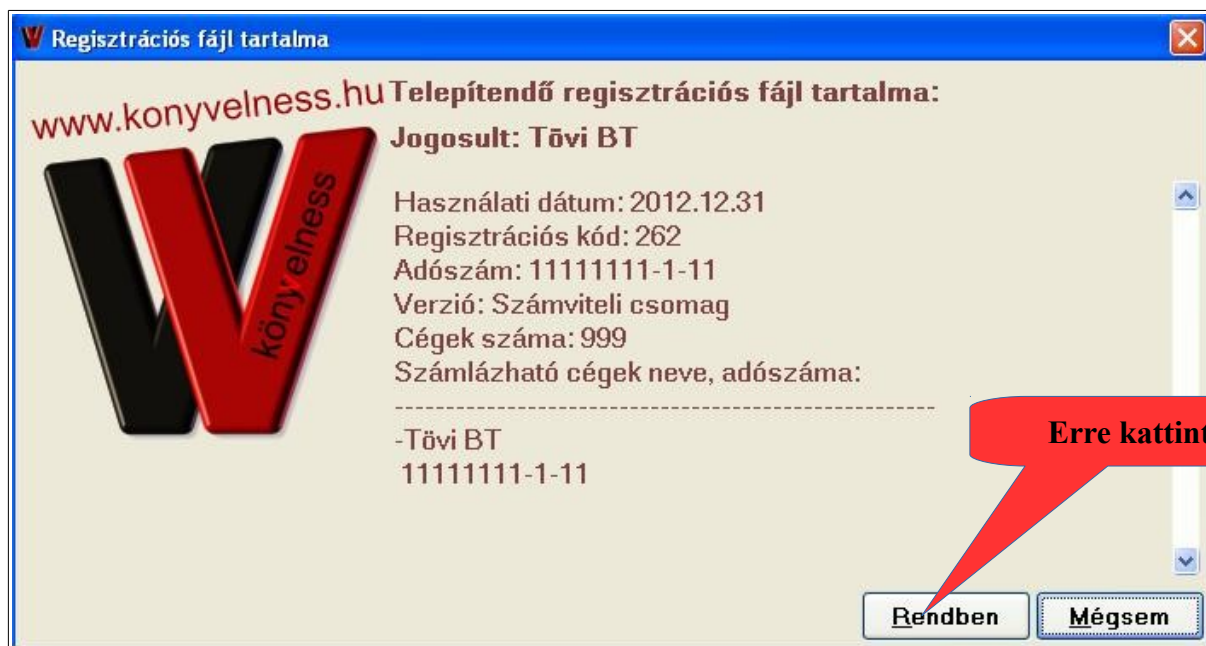 Regisztrációs fájl tartalma
www.konyvelness.hu
könyvelness
Telepítendő regisztrációs fájl tartalma:
Jogosult: Tōvi BT
Használati dátum: 2012.12.31
Regisztrációs kód: 262
Adószám: 11111111-1-11
Verzió: Számviteli csomag
Cégek száma: 999
Számlázható cégek neve, adószáma:
----------------------------------------------------
-Tövi BT
11111111-1-11
Erre kattint
Rendben
Mégsem